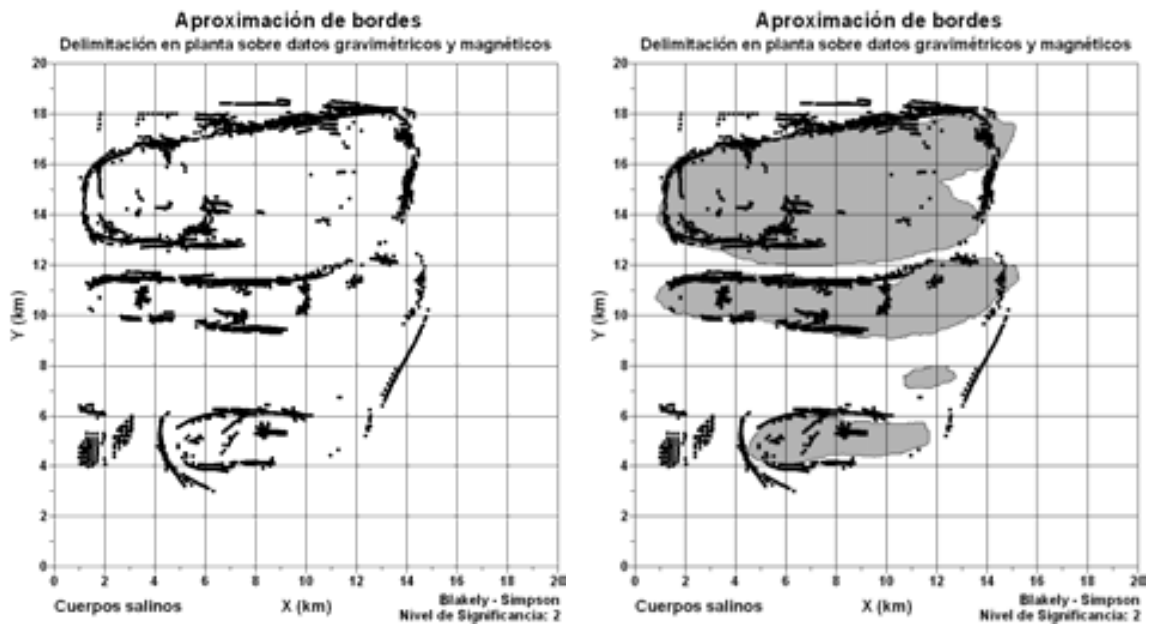 Aproximación de bordes
Delimitación en planta sobre datos gravimétricos y magnéticos
20
18
16
14
12
10
8
6
4
2
0
Y (km)
0 2 4 6 8 10 12 14 16 18 20
Cuerpos salinos
X (km)
Blakely - Simpson
Nivel de Significancia: 2
Aproximación de bordes
Delimitación en planta sobre datos gravimétricos y magnéticos
20
18
16
14
12
10
8
6
4
2
0
Y (km)
0 2 4 6 8 10 12 14 16 18 20
Cuerpos salinos
X (km)
Blakely - Simpson
Nivel de Significancia: 2